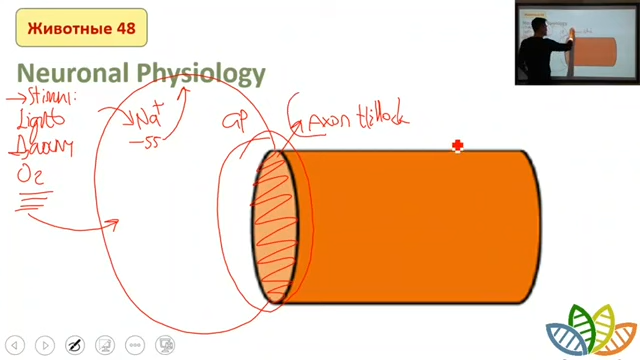 Животные 48
Neuronal Physiology
→Stimuli:
Light
Na+
-55
GP
Axon Hillock
O2